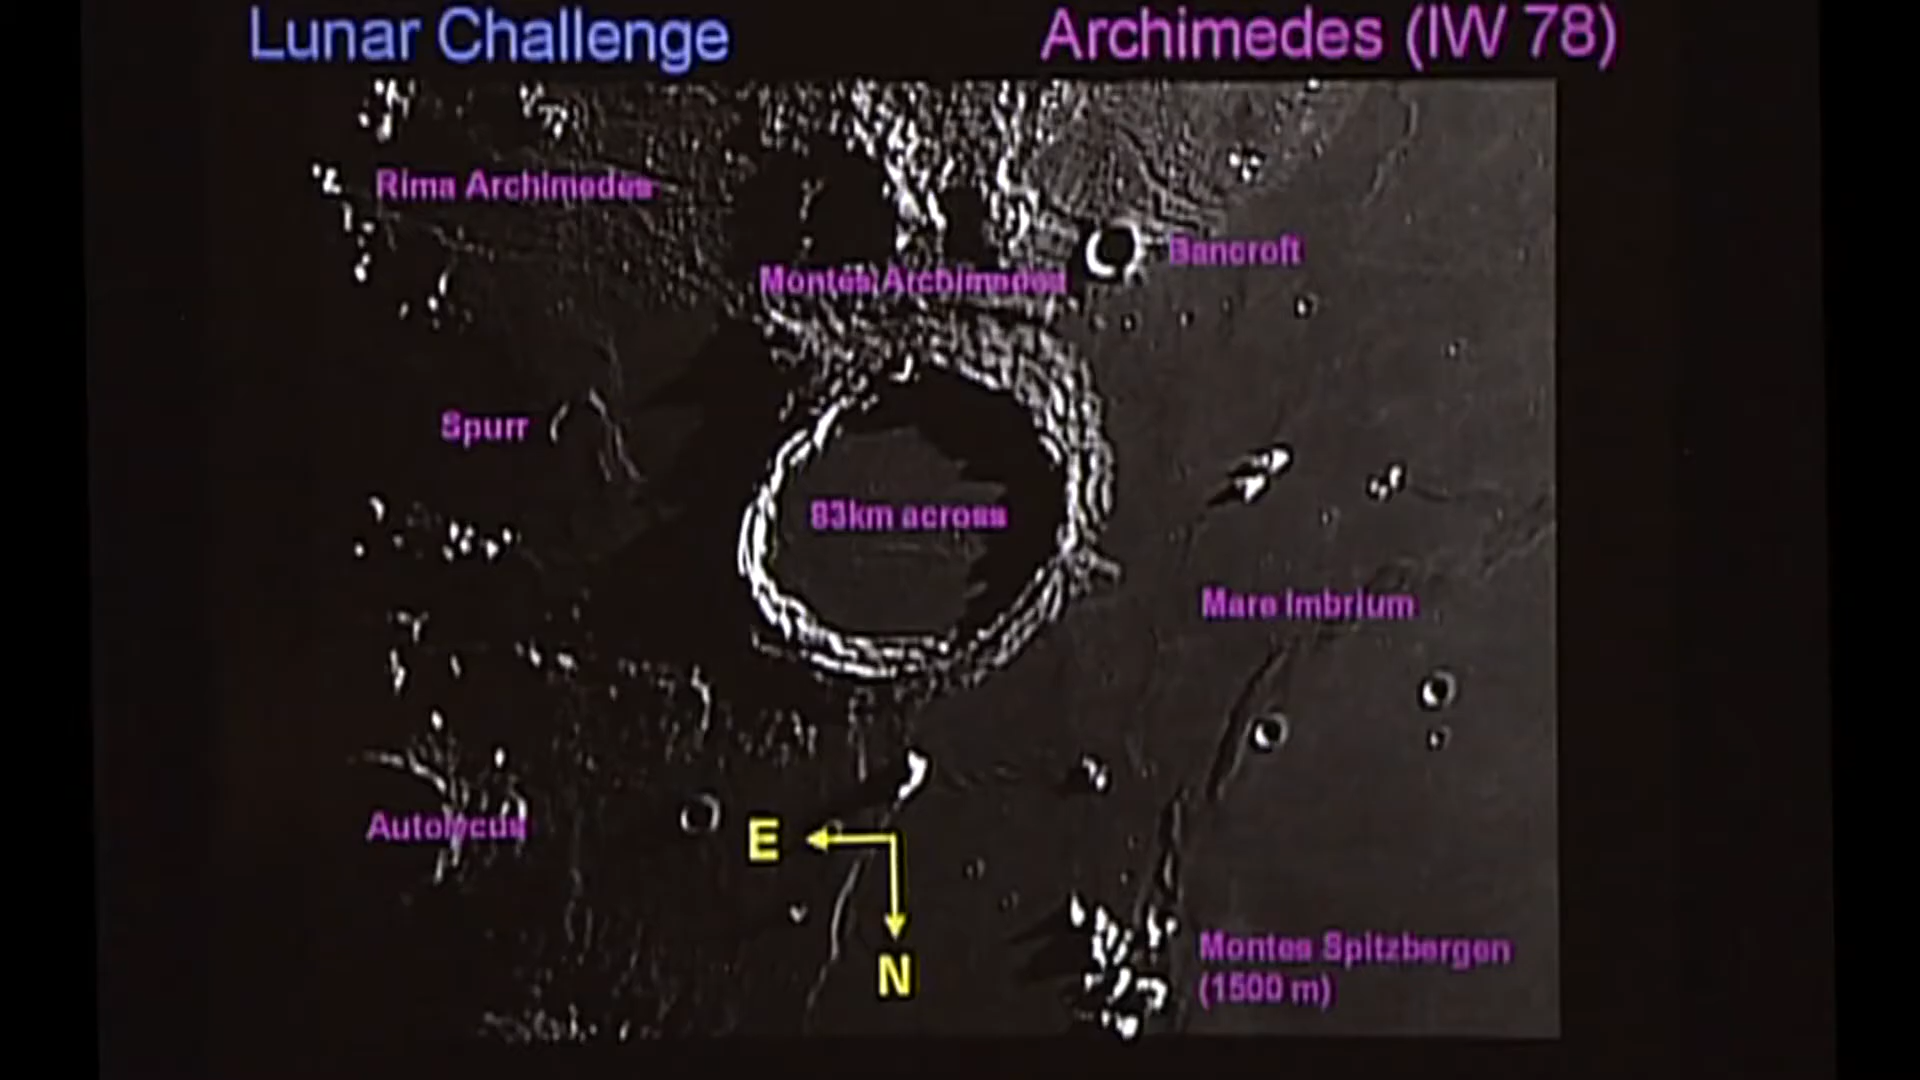 Lunar Challenge
Archimedes (IW 78)
Rima Archimedes
Bancroft
Montes Archimedes
Spurr
83km across
Mare Imbrium
Autolycus
E
N
Montes Spitzbergen
(1500 m)